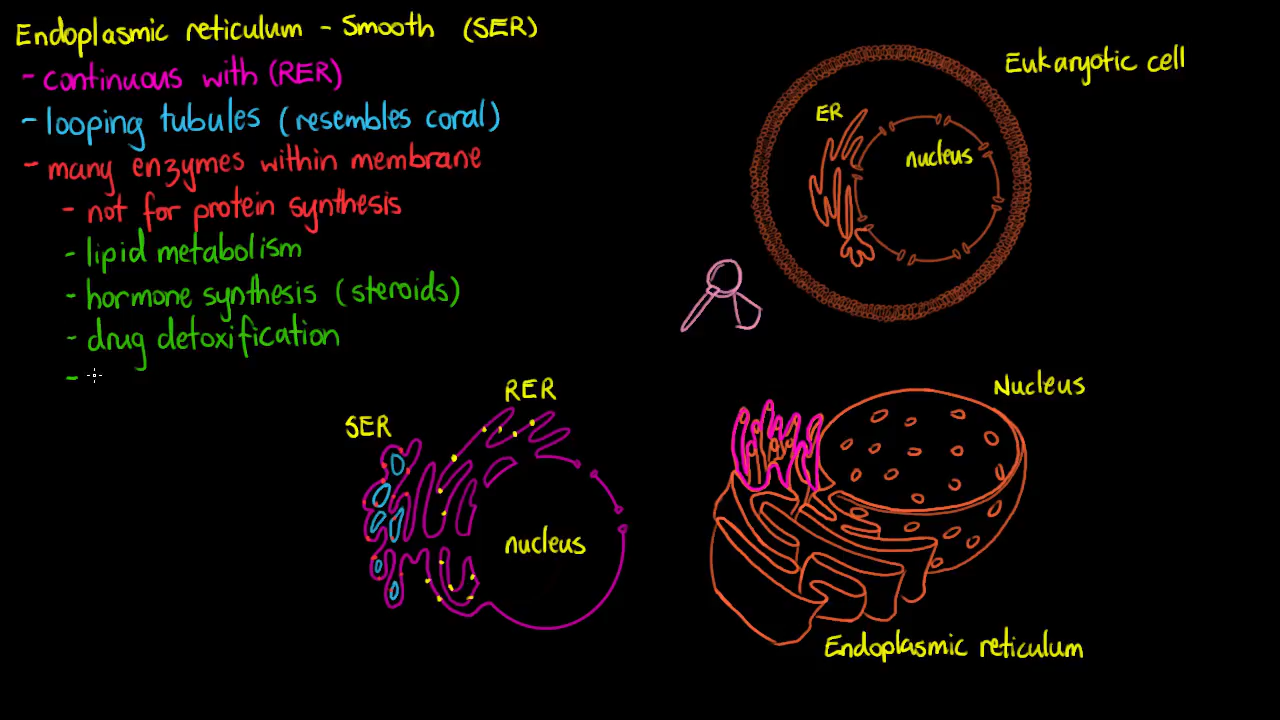 Endoplasmic reticulum - Smooth (SER)
- continuous with (RER)
- looping tubules (resembles coral)
- many enzymes within membrane
- not for protein synthesis
- lipid metabolism
- hormone synthesis (steroids)
- drug detoxification
-
Eukaryotic cell
ER
nucleus
RER
SER
nucleus
Nucleus
Endoplasmic reticulum